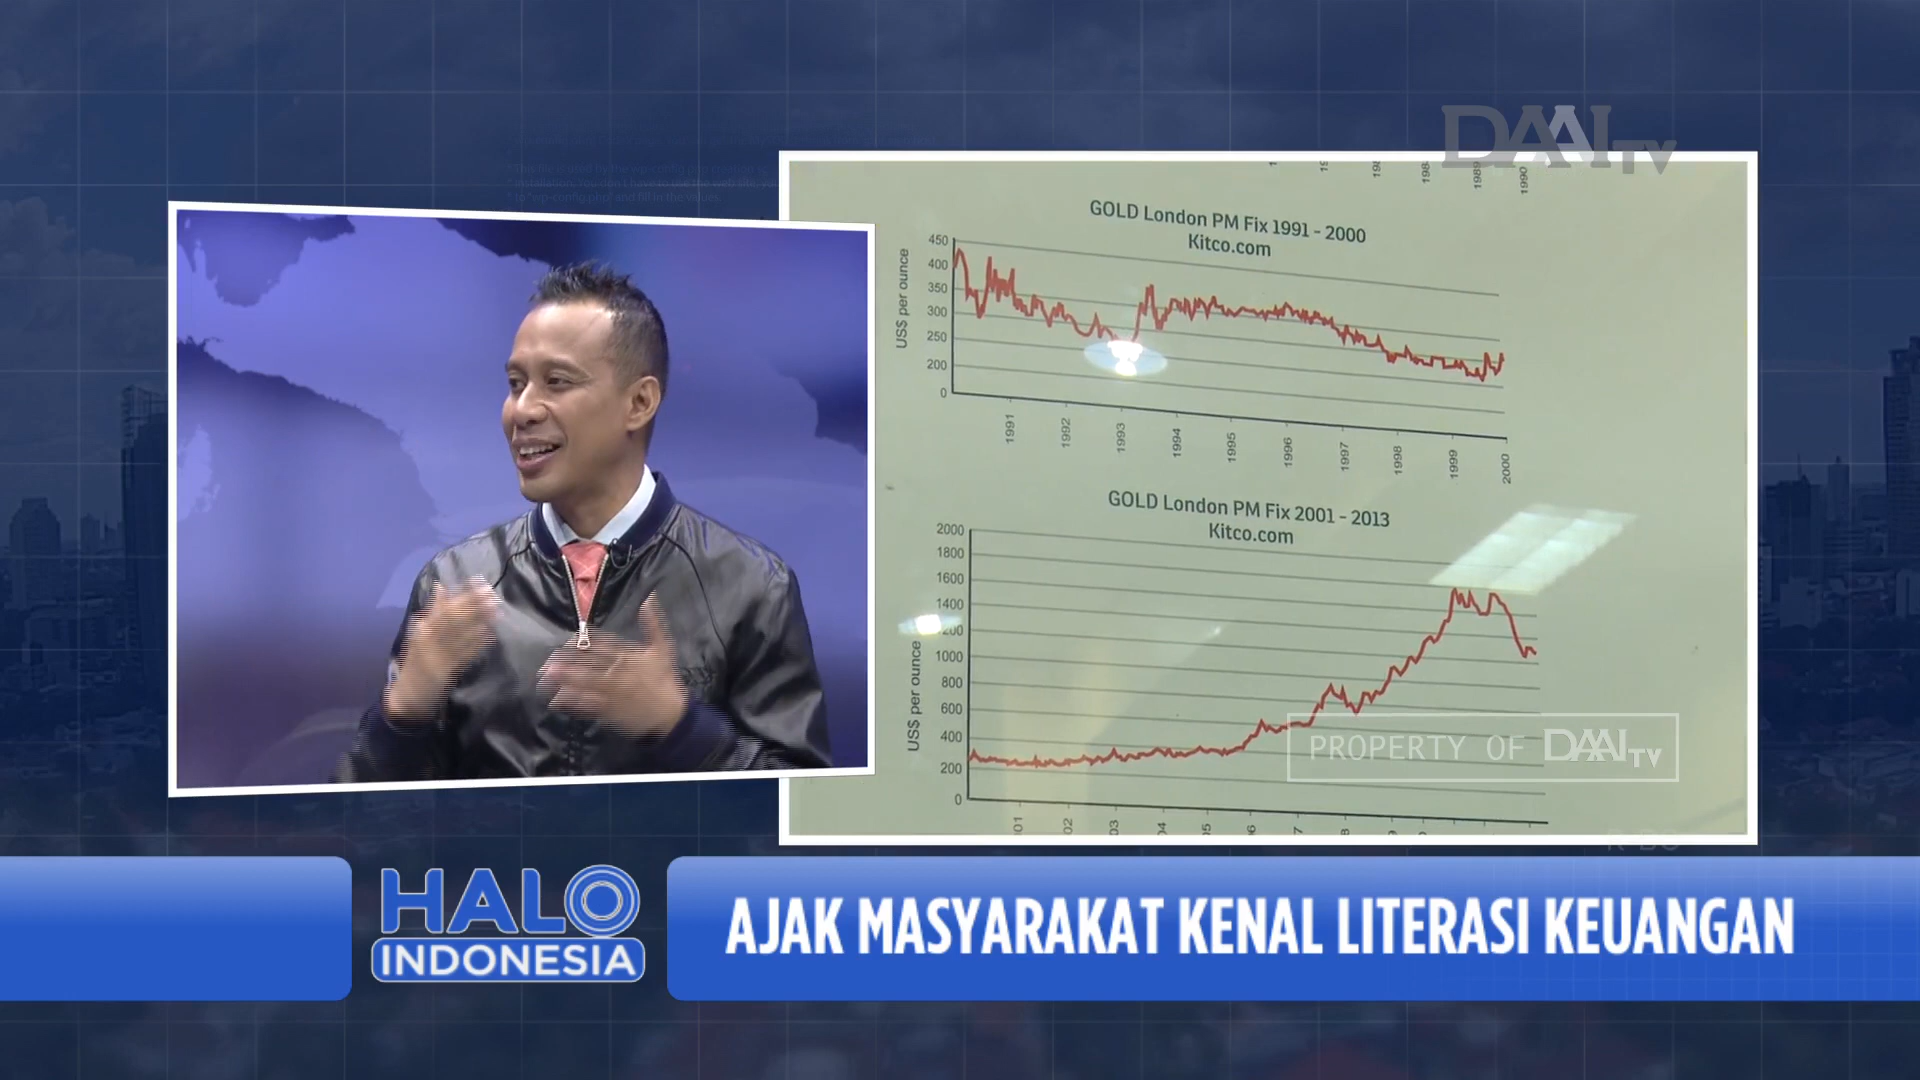 DAAI TV
1989
1990
GOLD London PM Fix 1991 - 2000
Kitco.com
US$ per ounce
450
400
350
300
250
200
0
1991
1992
1993
1994
1995
1996
1997
1998
1999
2000
GOLD London PM Fix 2001 - 2013
Kitco.com
US$ per ounce
2000
1800
1600
1400
1000
800
600
400
200
0
PROPERTY OF DAAI TV
HALO
INDONESIA
AJAK MASYARAKAT KENAL LITERASI KEUANGAN